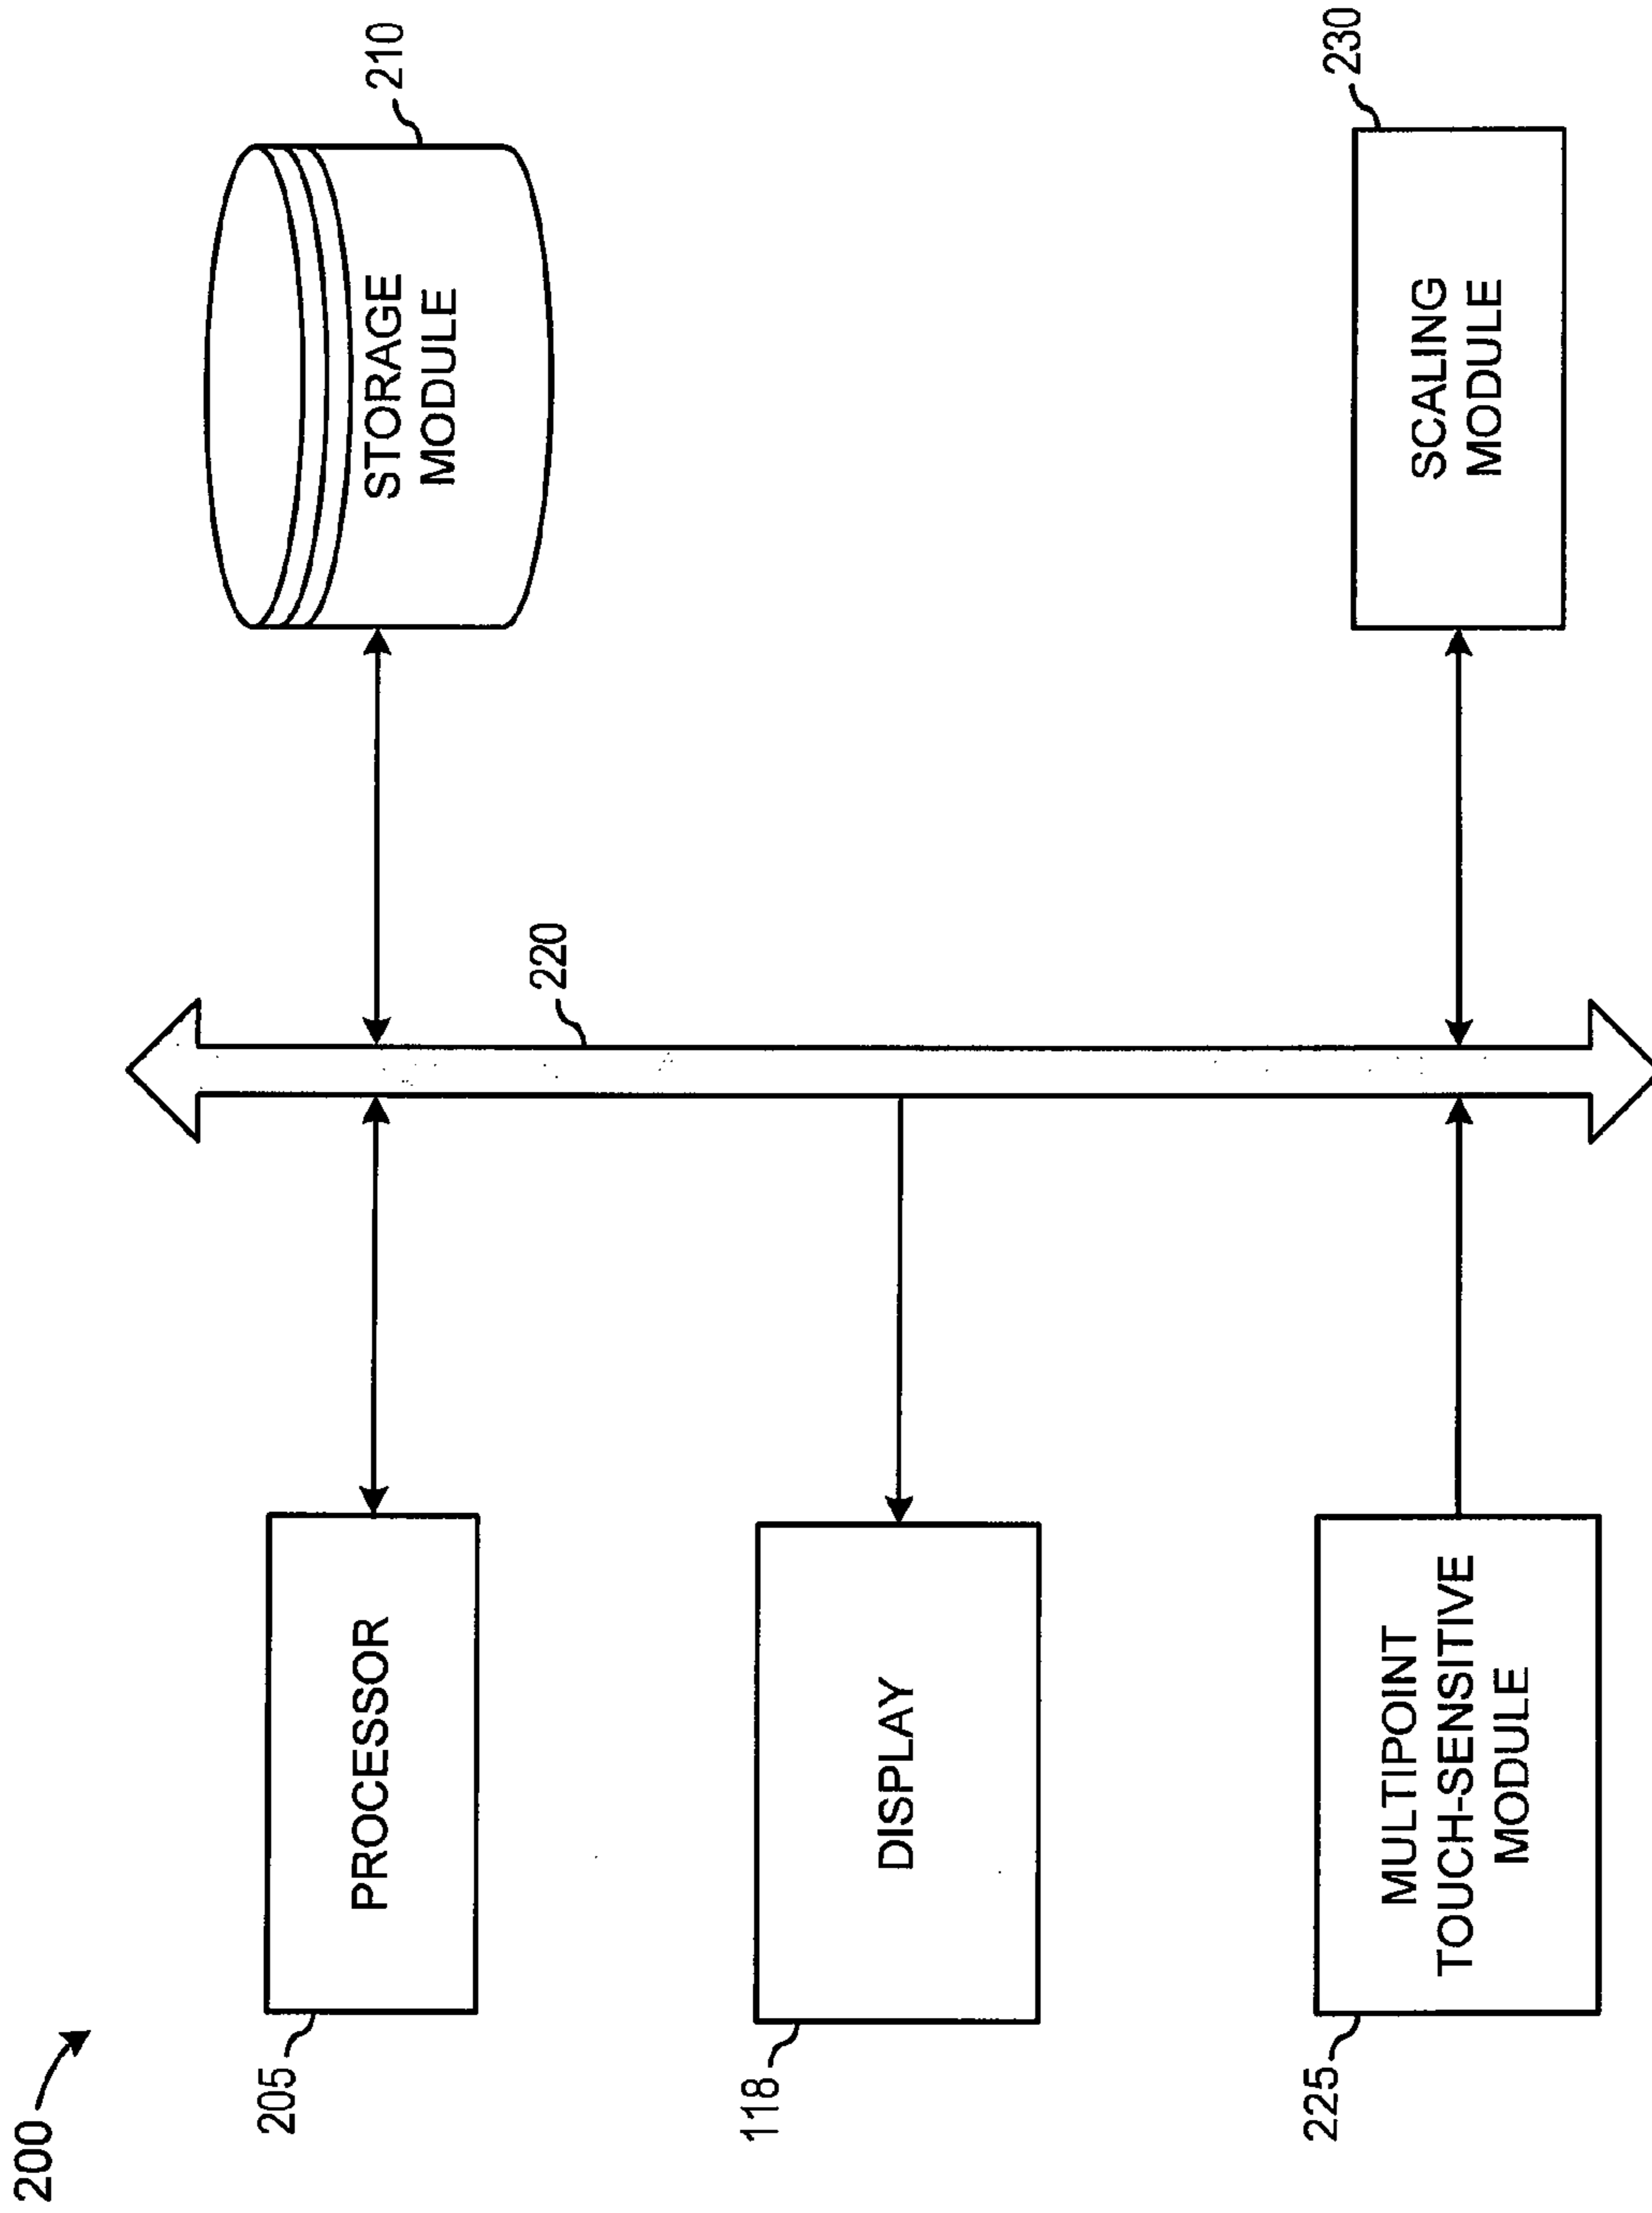 200
205
PROCESSOR
118
DISPLAY
225
MULTIPOINT
TOUCH-SENSITIVE
MODULE
220
STORAGE
MODULE
210
SCALING
MODULE
230